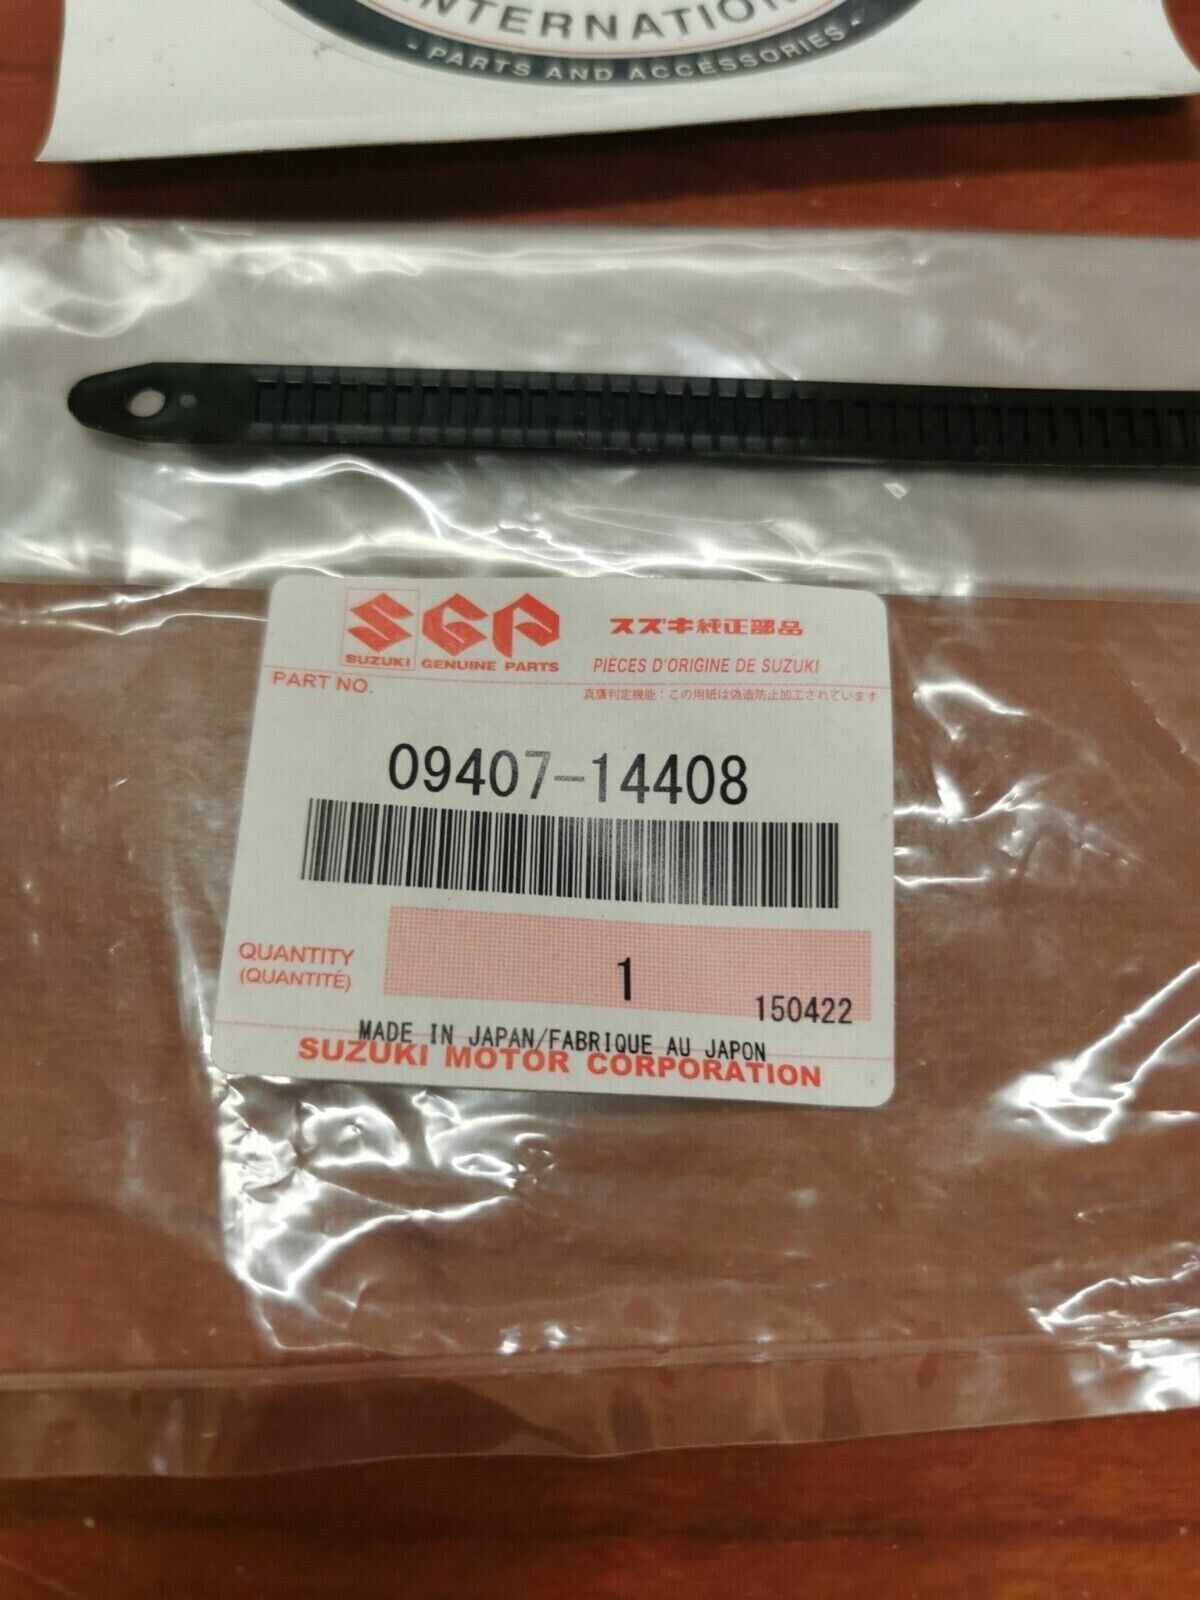 INTERNATION
- PARTS AND ACCESSORIES -
SGP
スズキ純正部品
SUZUKI GENUINE PARTS
PIÈCES D'ORIGINE DE SUZUKI
PART NO.
真贋判定機能：この用紙は偽造防止加工されています
09407-14408
QUANTITY
(QUANTITÉ)
1
150422
MADE IN JAPAN/FABRIQUE AU JAPON
SUZUKI MOTOR CORPORATION